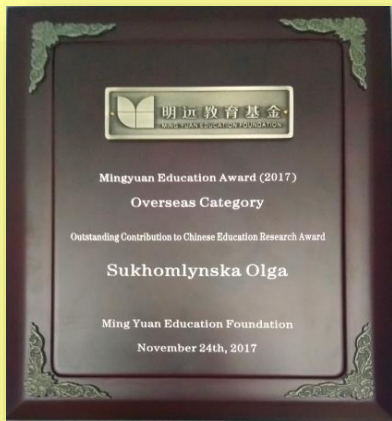 明远教育基金
MING YUAN EDUCATION FOUNDATION
Mingyuan Education Award (2017)
Overseas Category
Outstanding Contribution to Chinese Education Research Award
Sukhomlynska Olga
Ming Yuan Education Foundation
November 24th, 2017